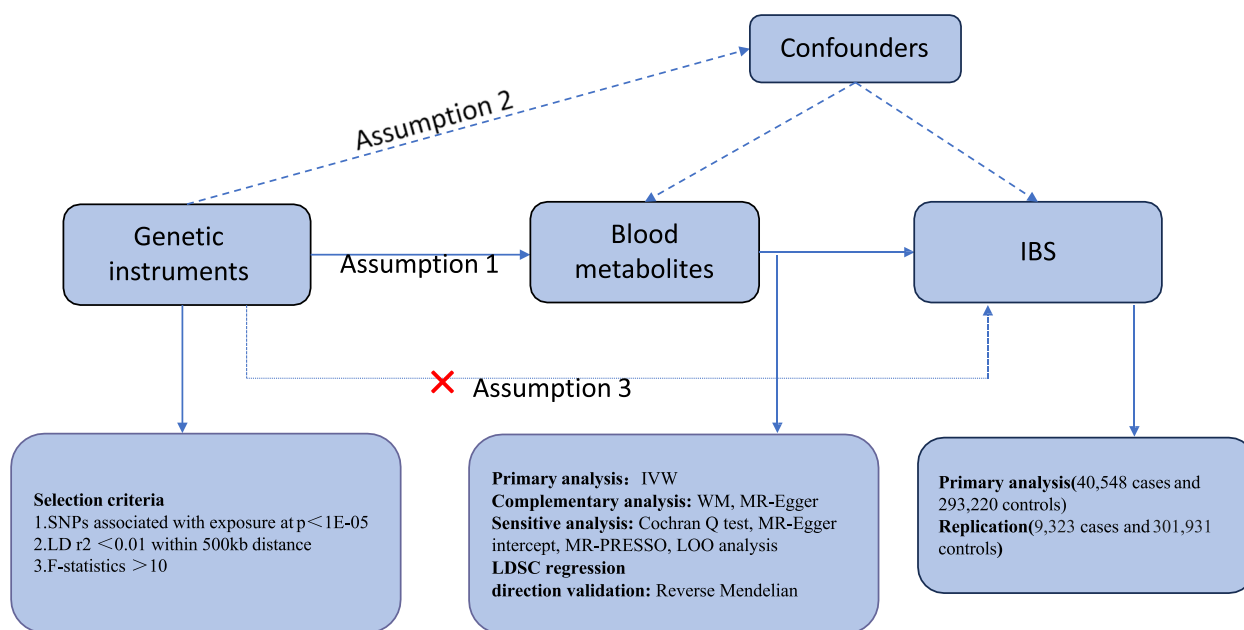 Confounders
Assumption 2
Genetic
instruments
Assumption 1
Blood
metabolites
IBS
Assumption 3
Selection criteria
1.SNPs associated with exposure at p＜1E-05
2.LD r2 ＜0.01 within 500kb distance
3.F-statistics ＞10
Primary analysis： IVW
Complementary analysis: WM, MR-Egger
Sensitive analysis: Cochran Q test, MR-Egger
intercept, MR-PRESSO, LOO analysis
LDSC regression
direction validation: Reverse Mendelian
Primary analysis(40,548 cases and
293,220 controls)
Replication(9,323 cases and 301,931
controls)